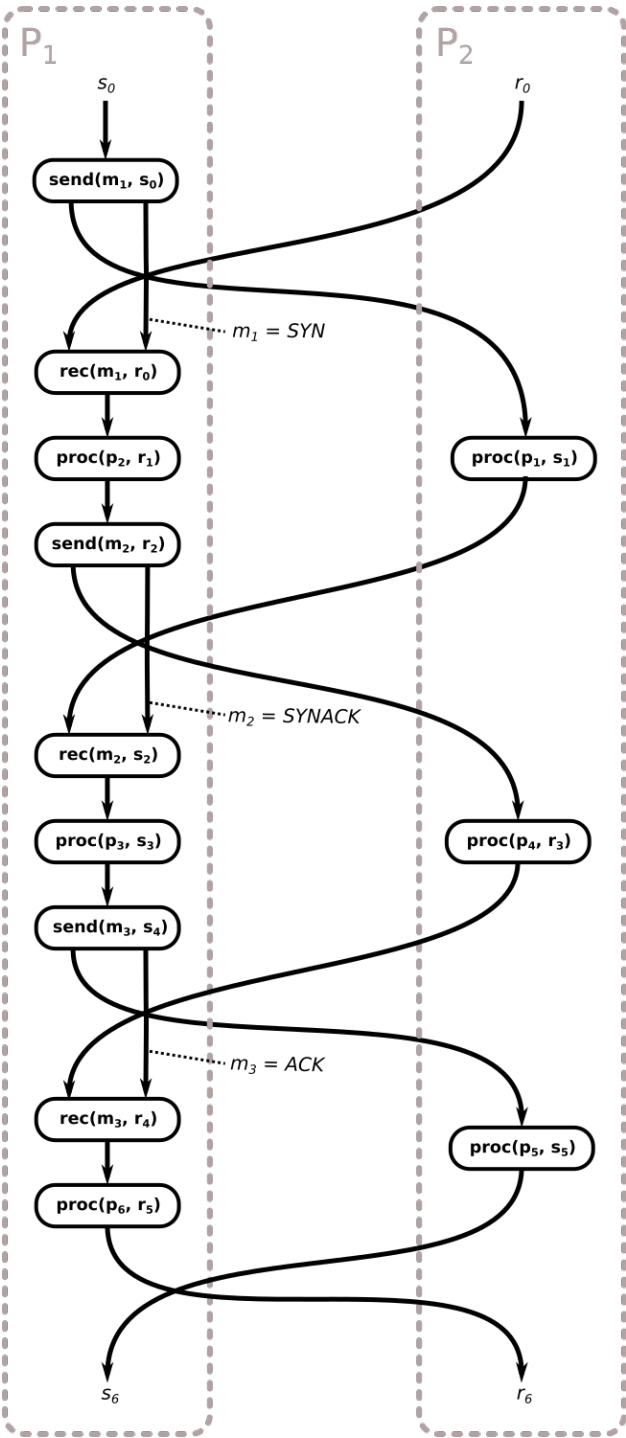 P₁
P₂
s₀
r₀
send(m₁, s₀)
m₁ = SYN
rec(m₁, r₀)
proc(p₂, r₁)
proc(p₁, s₁)
send(m₂, r₂)
m₂ = SYNACK
rec(m₂, s₂)
proc(p₃, s₃)
proc(p₄, r₃)
send(m₃, s₄)
m₃ = ACK
rec(m₃, r₄)
proc(p₅, s₅)
proc(p₆, r₅)
s₆
r₆